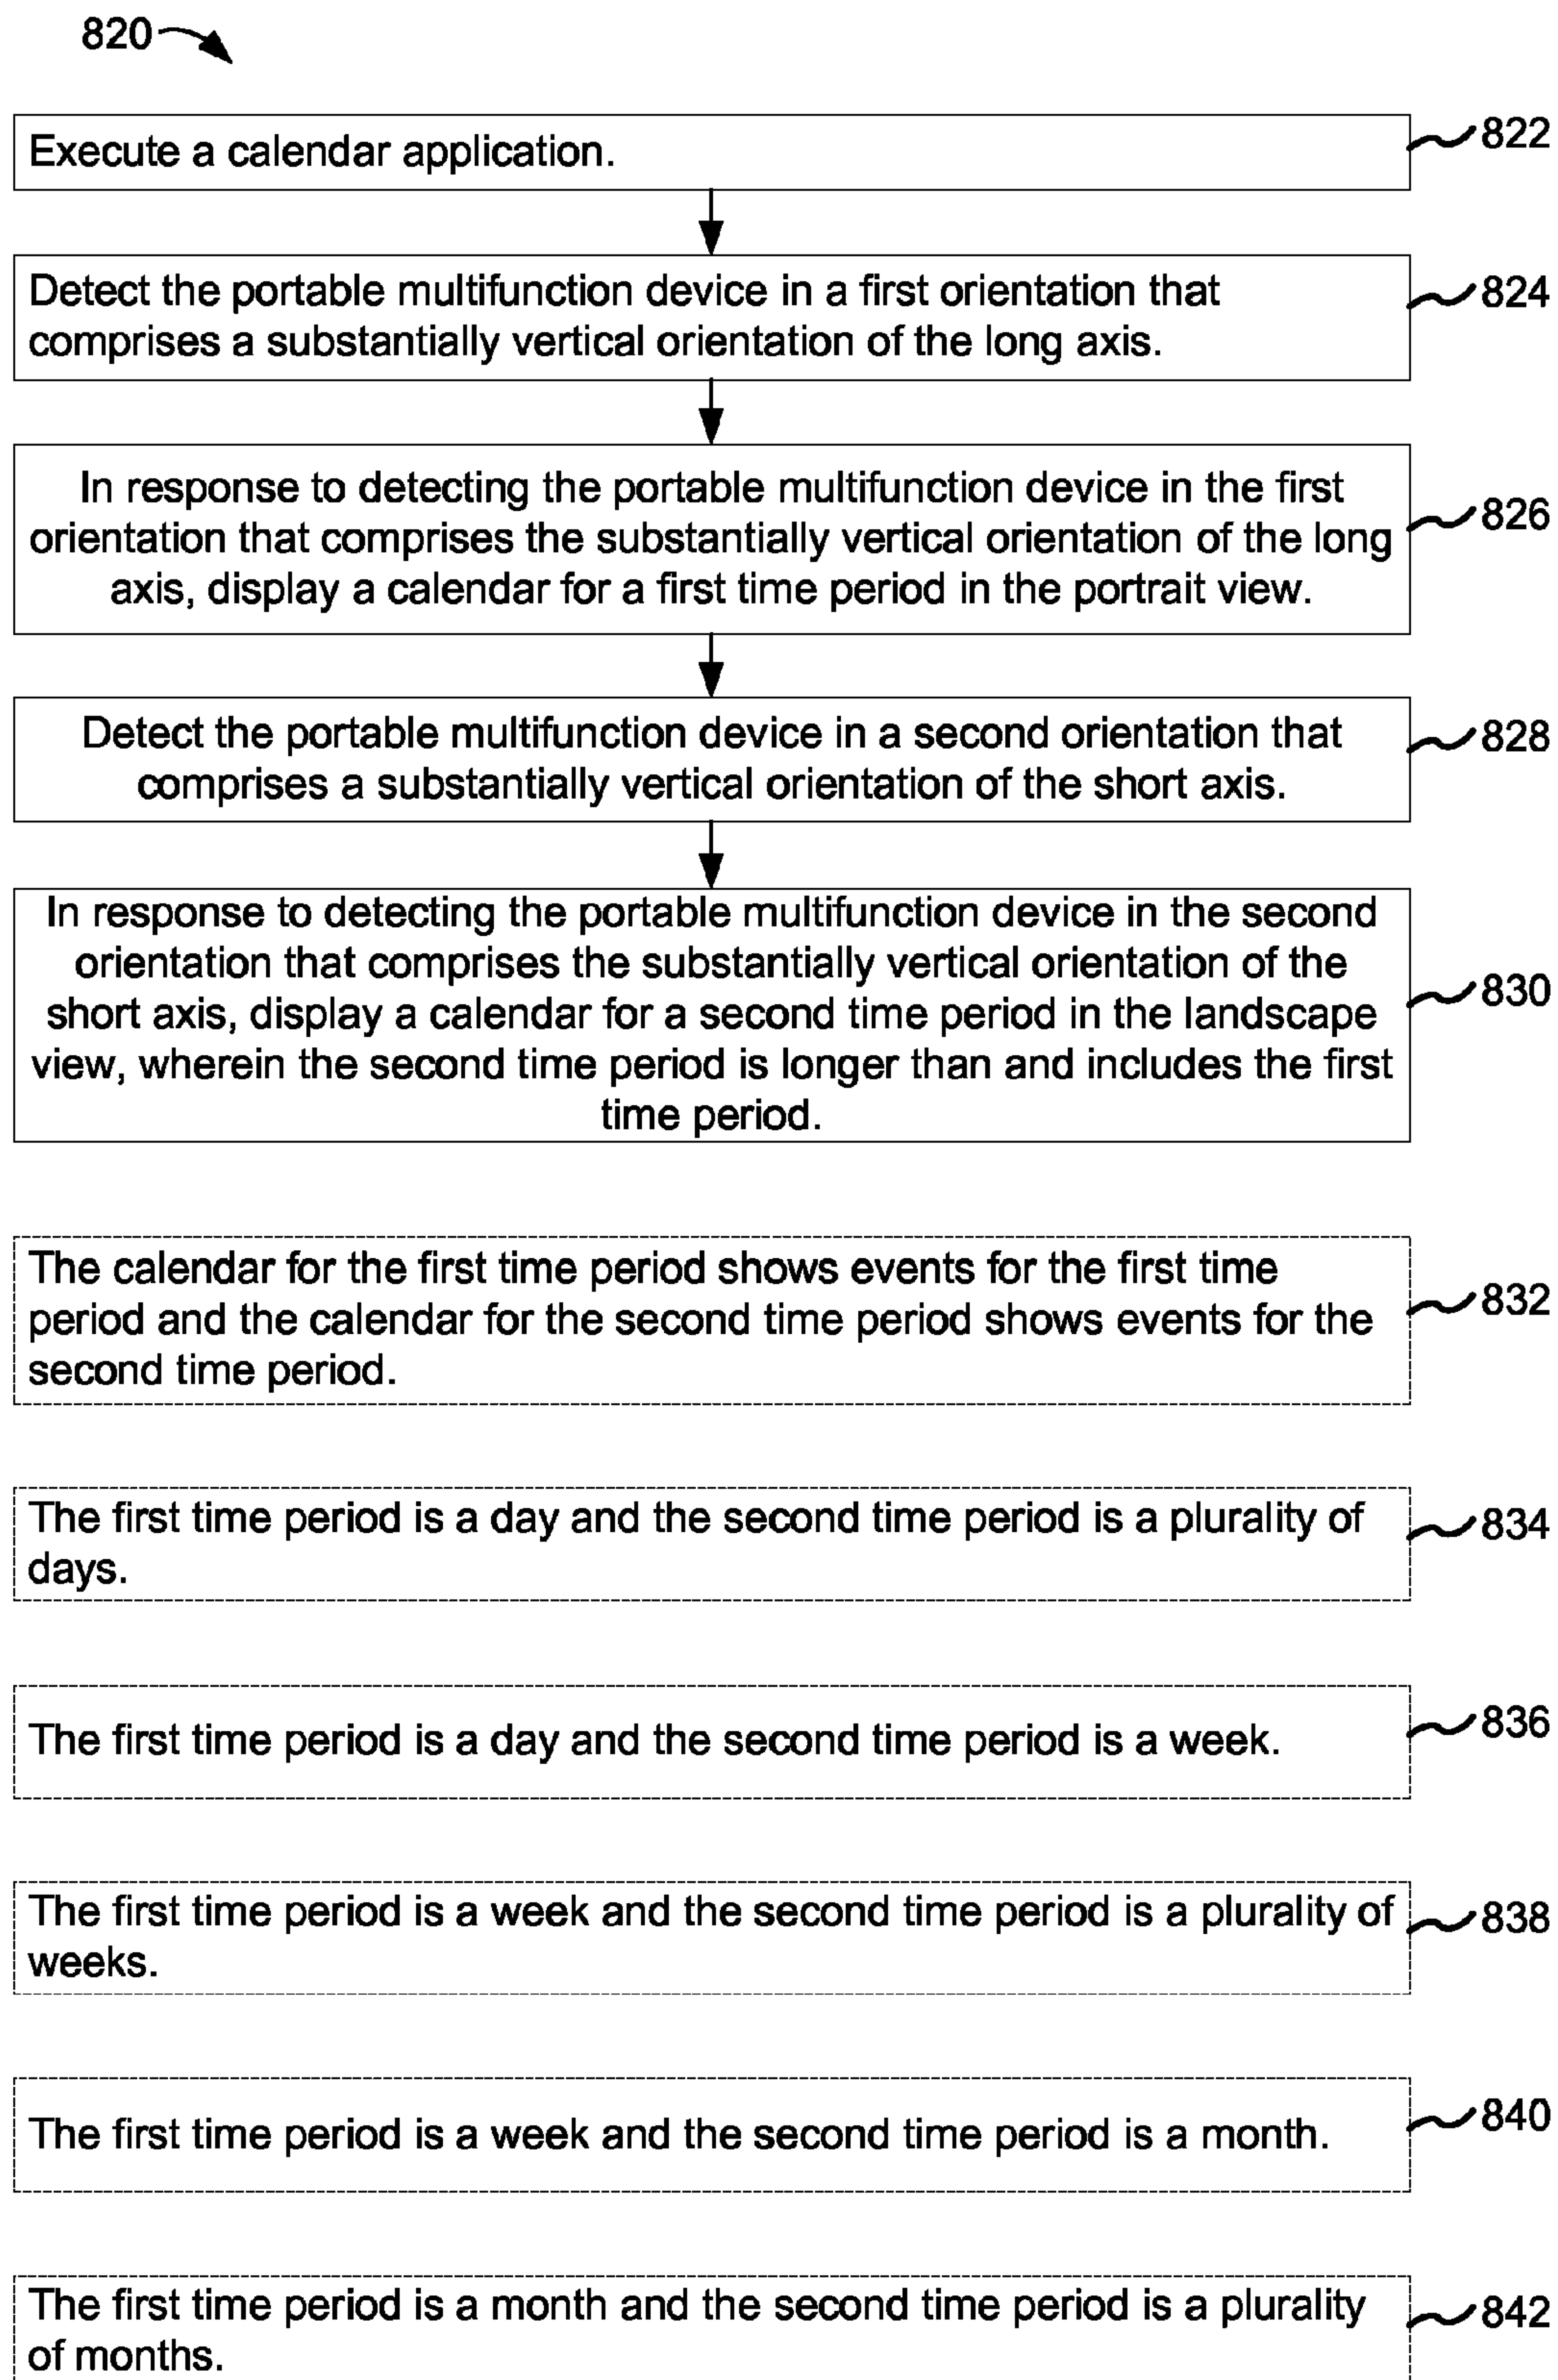 820
Execute a calendar application.
822
Detect the portable multifunction device in a first orientation that
comprises a substantially vertical orientation of the long axis.
824
In response to detecting the portable multifunction device in the first
orientation that comprises the substantially vertical orientation of the long
axis, display a calendar for a first time period in the portrait view.
826
Detect the portable multifunction device in a second orientation that
comprises a substantially vertical orientation of the short axis.
828
In response to detecting the portable multifunction device in the second
orientation that comprises the substantially vertical orientation of the
short axis, display a calendar for a second time period in the landscape
view, wherein the second time period is longer than and includes the first
time period.
830
The calendar for the first time period shows events for the first time
period and the calendar for the second time period shows events for the
second time period.
832
The first time period is a day and the second time period is a plurality of
days.
834
The first time period is a day and the second time period is a week.
836
The first time period is a week and the second time period is a plurality of
weeks.
838
The first time period is a week and the second time period is a month.
840
The first time period is a month and the second time period is a plurality
of months.
842